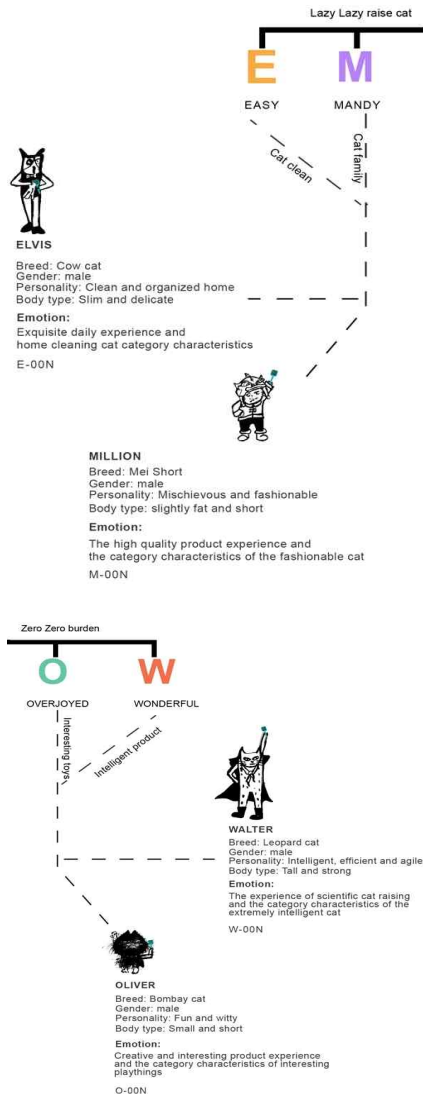 Lazy Lazy raise cat
E M
EASY MANDY
Cat clean
Cat family
ELVIS
Breed: Cow cat
Gender: male
Personality: Clean and organized home
Body type: Slim and delicate
Emotion:
Exquisite daily experience and
home cleaning cat category characteristics
E-00N
MILLION
Breed: Mei Short
Gender: male
Personality: Mischievous and fashionable
Body type: slightly fat and short
Emotion:
The high quality product experience and
the category characteristics of the fashionable cat
M-00N
Zero Zero burden
O W
OVERJOYED WONDERFUL
Interesting toys
Intelligent product
WALTER
Breed: Leopard cat
Gender: male
Personality: Intelligent, efficient and agile
Body type: Tall and strong
Emotion:
The experience of scientific cat raising
and the category characteristics of the
extremely intelligent cat
W-00N
OLIVER
Breed: Bombay cat
Gender: male
Personality: Fun and witty
Body type: Small and short
Emotion:
Creative and interesting product experience
and the category characteristics of interesting
playthings
O-00N